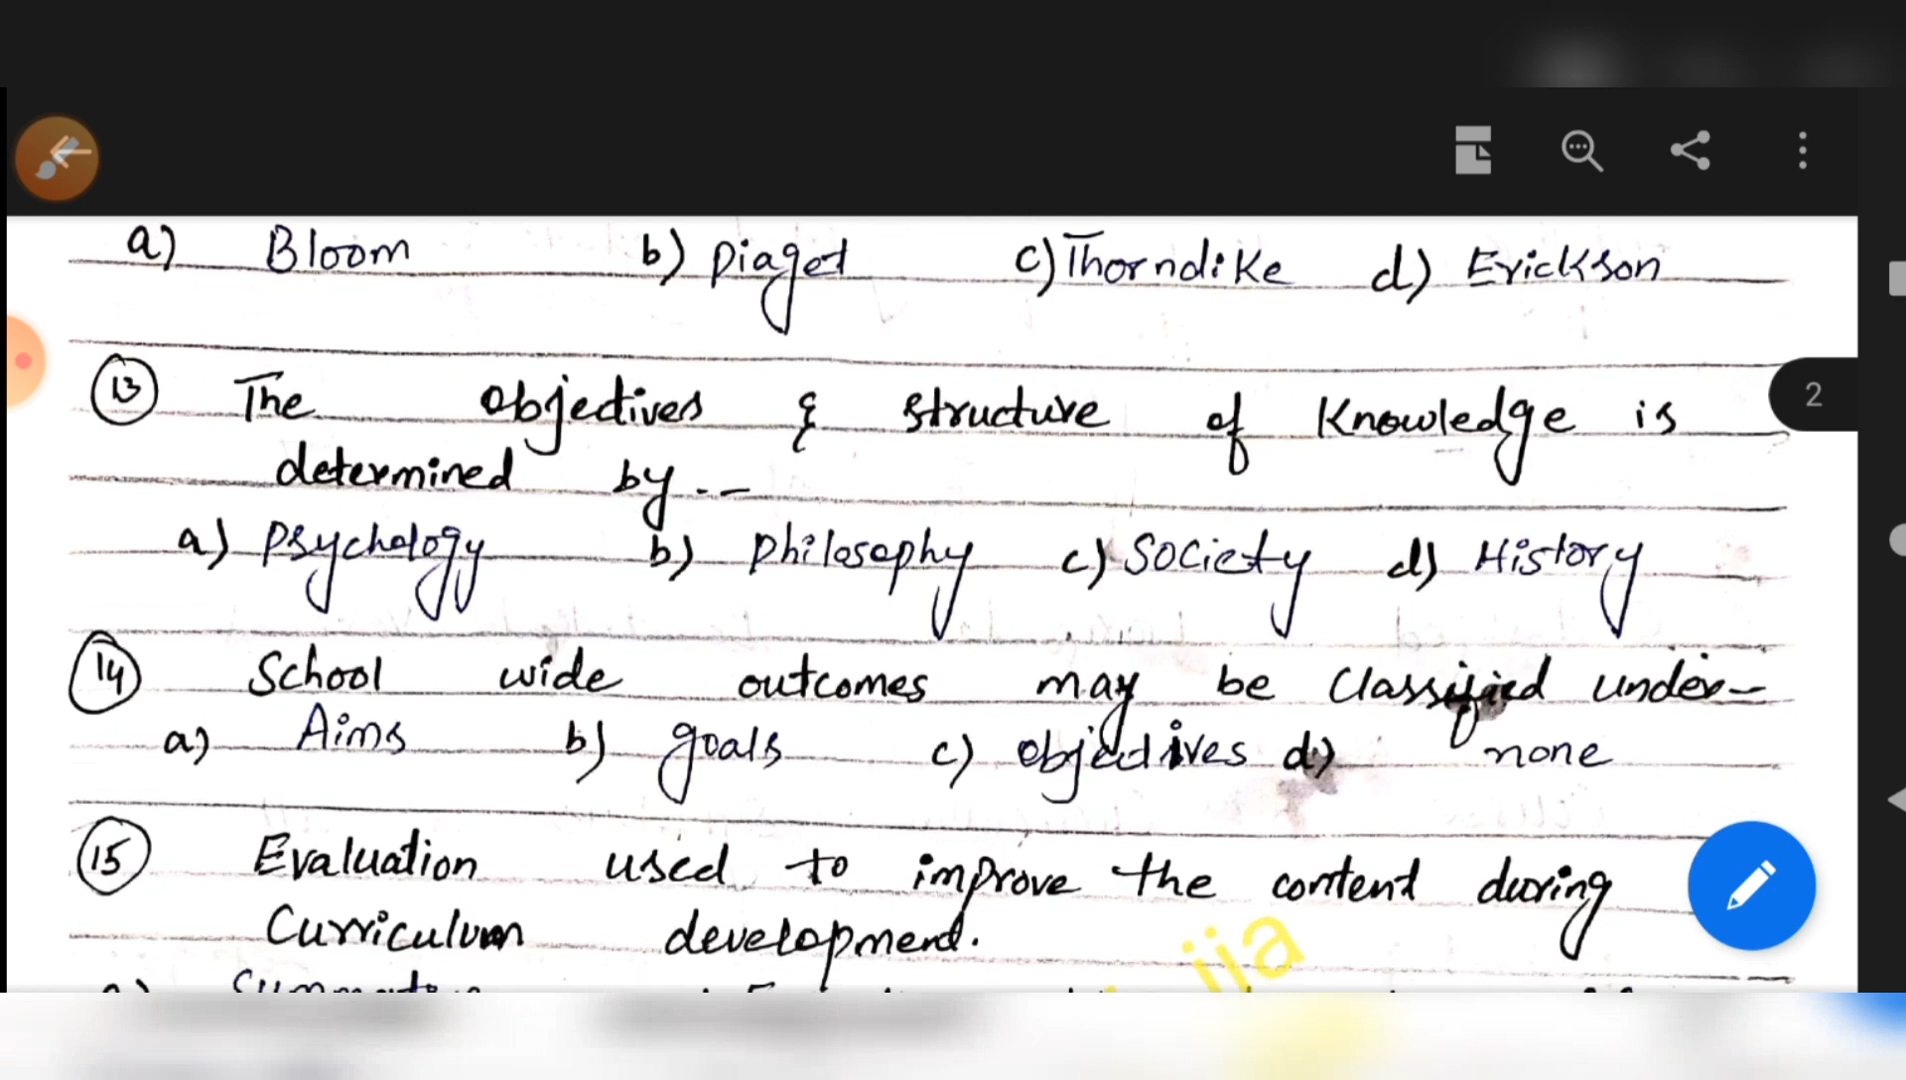 a) Bloom b) Piaget c) Thorndike d) Erickson
2
13 The objectives & structure of Knowledge is
determined by --
a) Psychology b) Philosophy c) Society d) History
14 School wide outcomes may be classified under-
a) Aims b) goals c) objectives d) none
15 Evaluation used to improve the content during
Curriculum development.